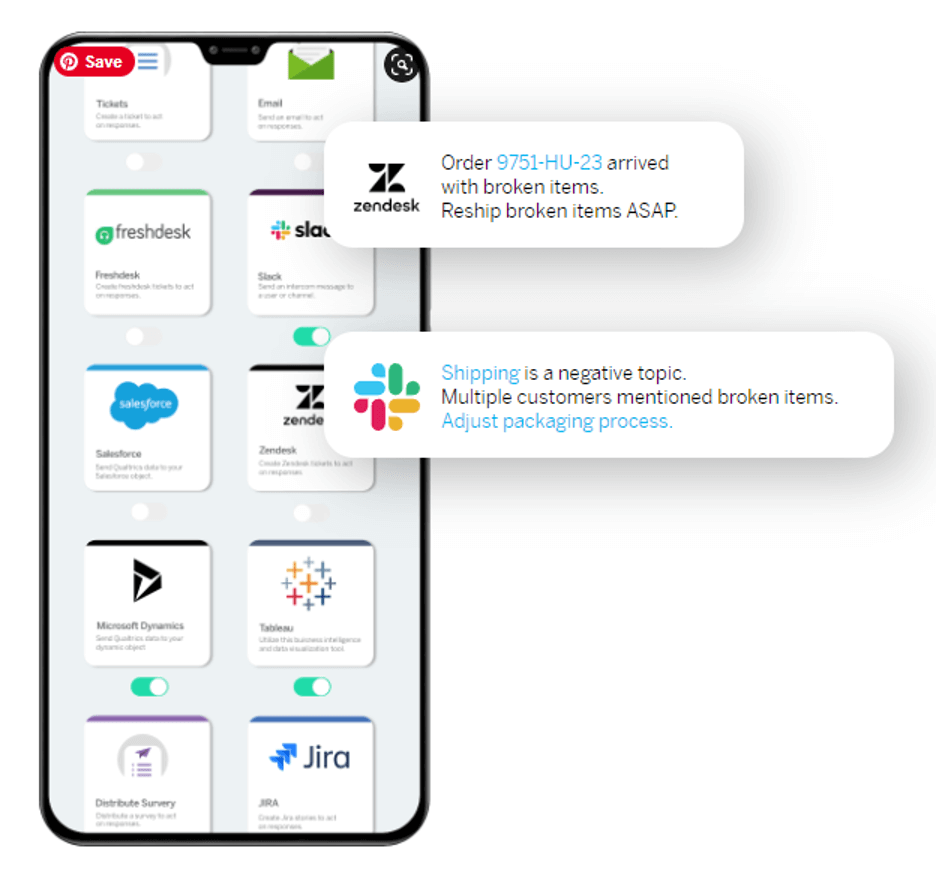 Save
Tickets
Create a ticket to act
on responses.
Email
Send an email to act
on responses.
zendesk
Order 9751-HU-23 arrived
with broken items.
Reship broken items ASAP.
freshdesk
Freshdesk
Create freshdesk tickets to act
on responses.
slac
Slack
Send an intercom message to
a user or channel.
Shipping is a negative topic.
Multiple customers mentioned broken items.
Adjust packaging process.
salesforce
Salesforce
Send Qualtrics data to your
Salesforce object.
zende
Zendesk
Create Zendesk tickets to act
on responses.
Microsoft Dynamics
Send Qualtrics data to your
dynamic object
Tableau
Utilize this business intelligence
and data visualization tool.
Distribute Survery
Distribute a survey to act
on responses.
Jira
JIRA
Create Jira stories to act
on responses.